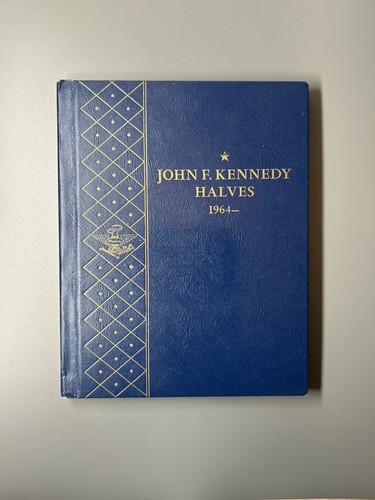 JOHN F. KENNEDY
HALVES
1964—